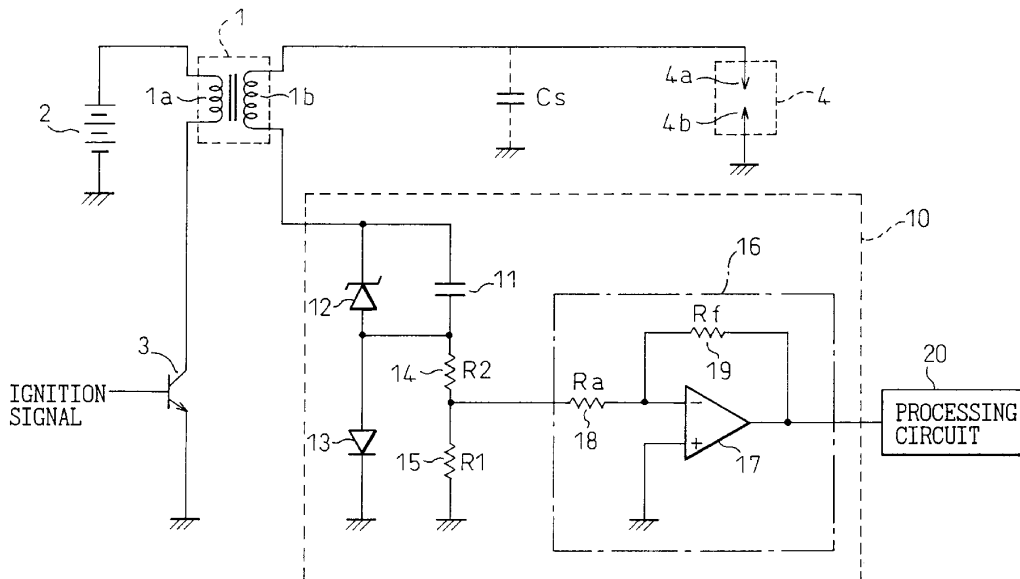 1
1a
1b
2
Cs
4a
4b
4
10
12
11
16
3
IGNITION
SIGNAL
14
R2
Rf
19
Ra
18
13
15
R1
17
20
PROCESSING
CIRCUIT